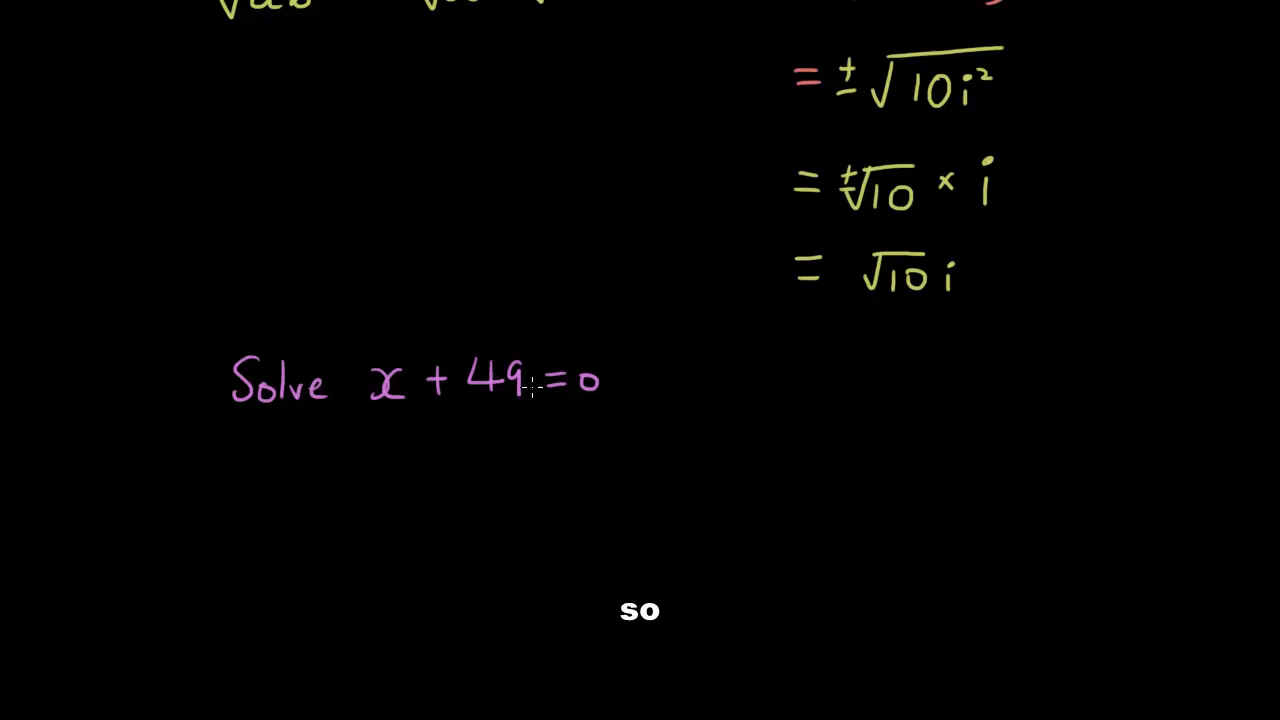 = ±√10i²
= ±√10 × i
= √10 i
Solve x + 49 = 0
so